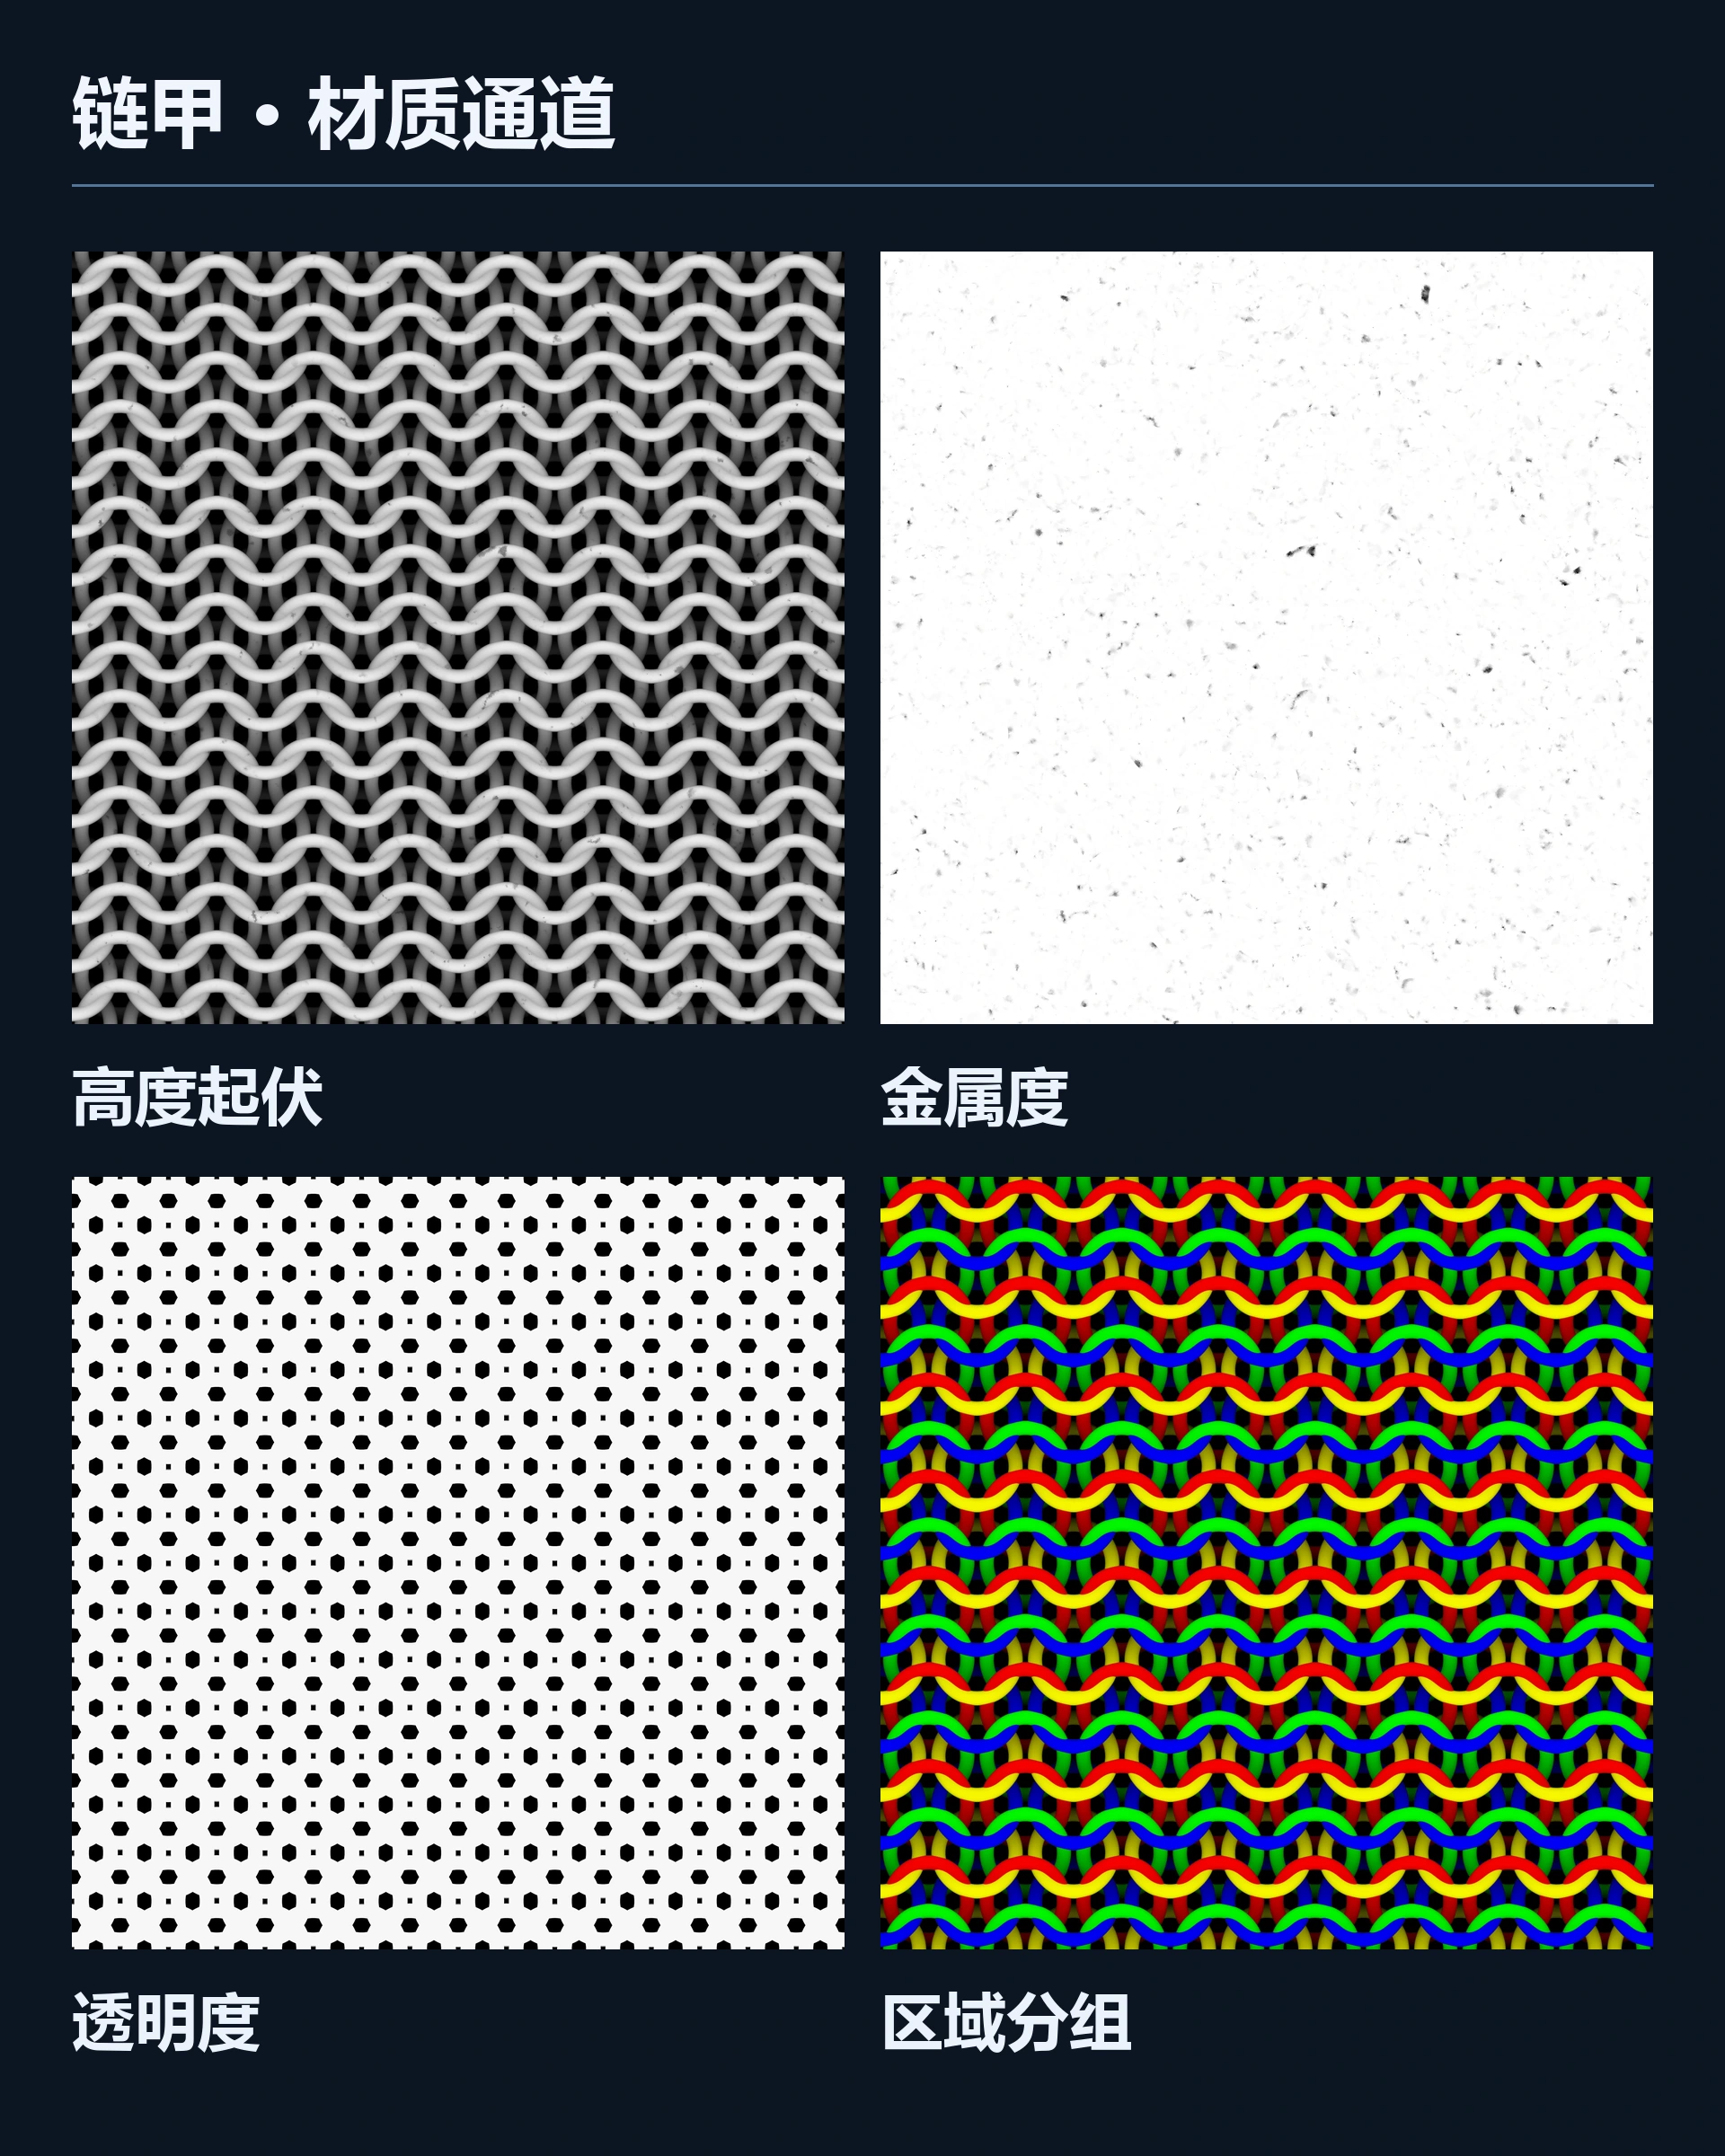 链甲 • 材质通道
高度起伏
金属度
透明度
区域分组